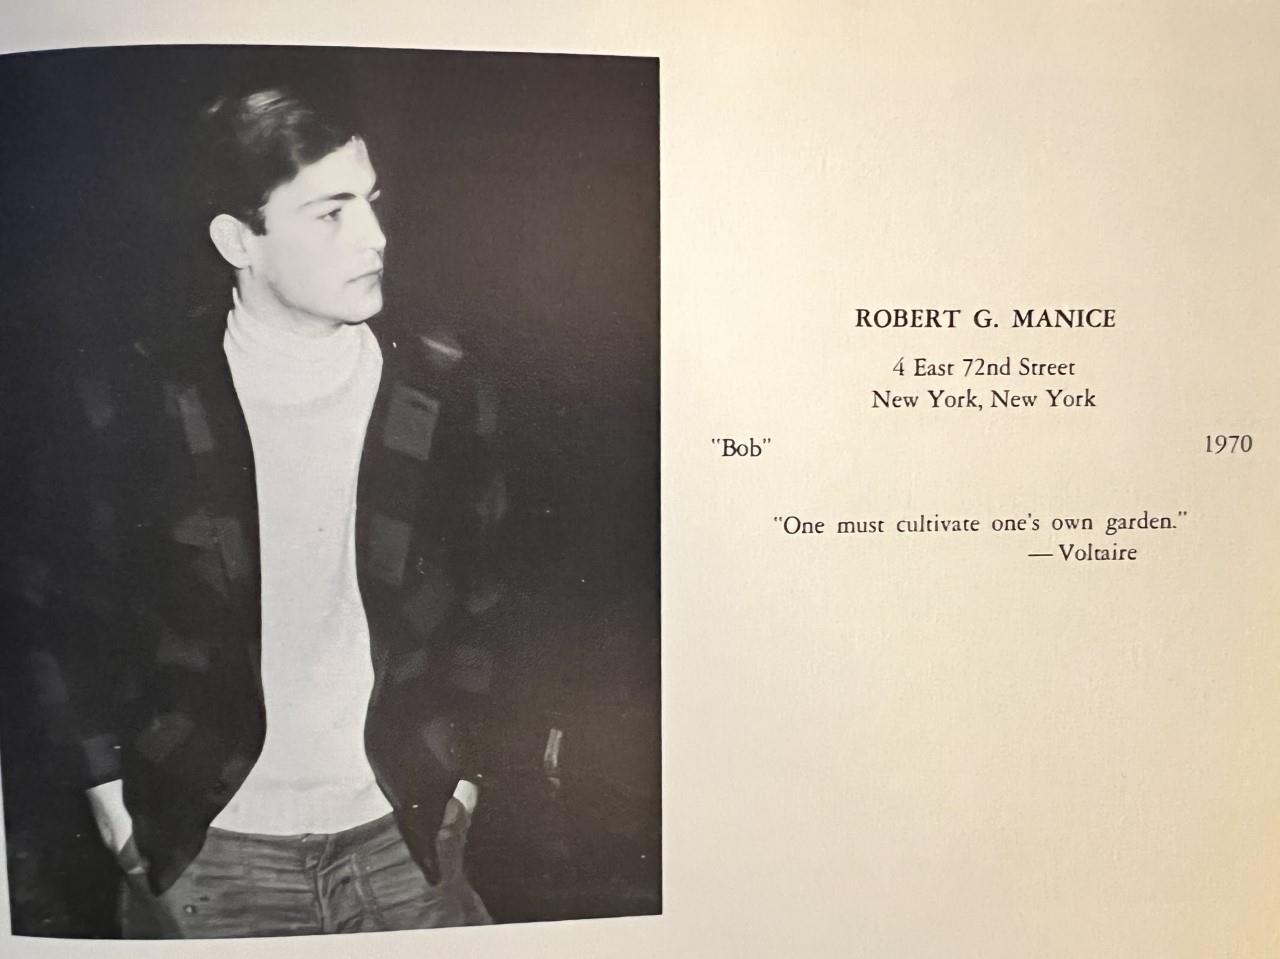 ROBERT G. MANICE
4 East 72nd Street
New York, New York
"Bob" 1970
"One must cultivate one's own garden."
— Voltaire